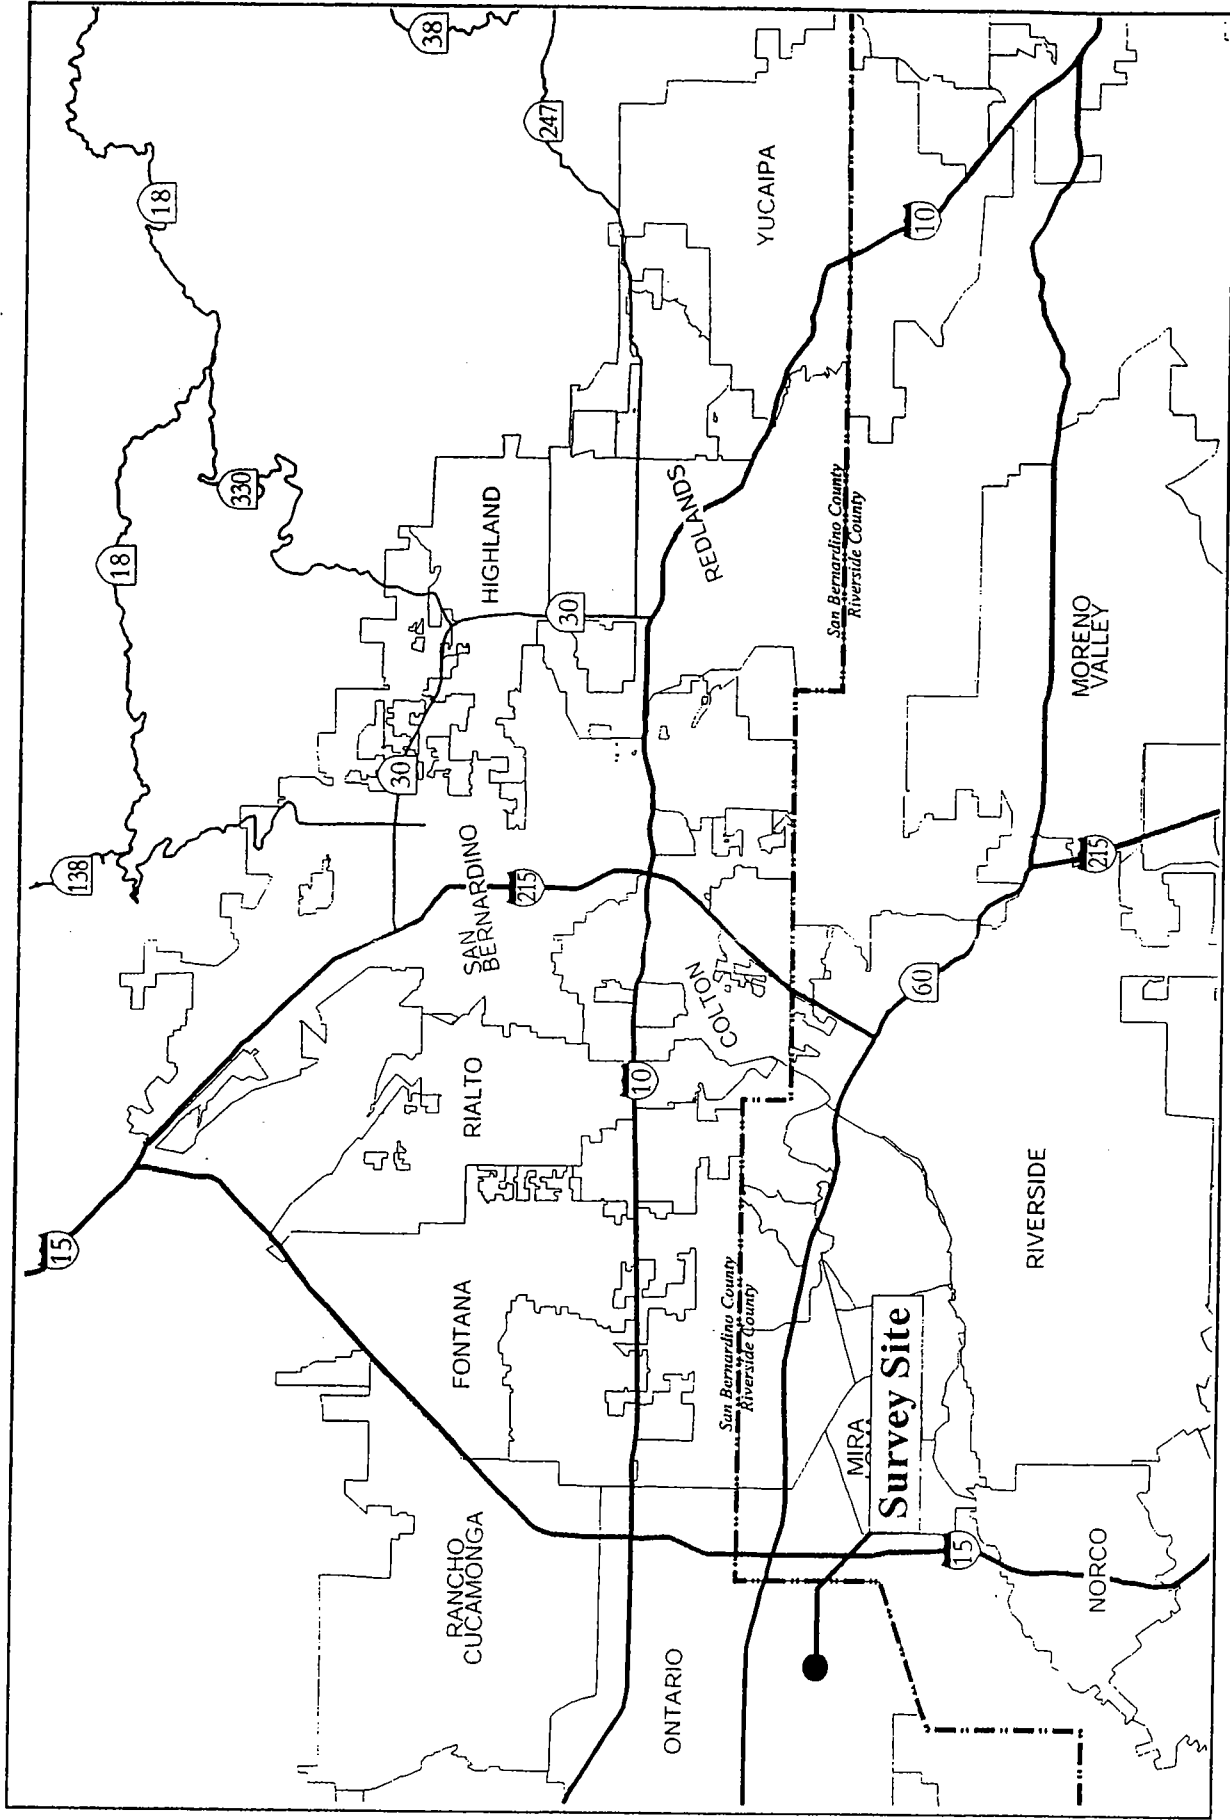 15
138
18
330
18
38
247
215
30
30
10
10
RANCHO
CUCAMONGA
FONTANA
RIALTO
SAN
BERNARDINO
HIGHLAND
ONTARIO
COLTON
REDLANDS
YUCAIPA
San Bernardino County
Riverside County
San Bernardino County
Riverside County
MIRA
Survey Site
15
60
215
NORCO
RIVERSIDE
MORENO
VALLEY